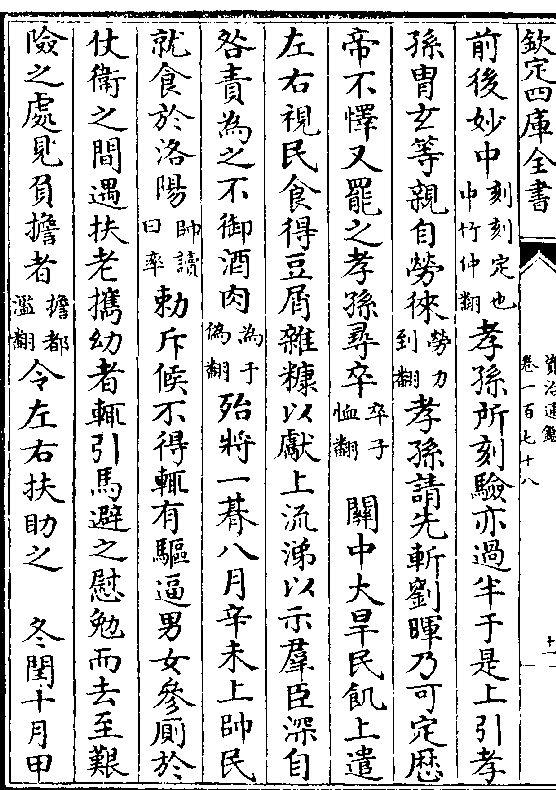 欽定四庫全書
資治通鑑
卷一百七十八
十一
前後妙中刻刻定也中竹仲翻孝孫所刻驗亦過半于是上引孝
孫冑玄等親自勞徠勞力到翻孝孫請先斬劉暉乃可定厯
帝不懌又罷之孝孫尋卒卒子恤翻 關中大旱民飢上遣
左右視民食得豆屑雜糠以獻上流涕以示羣臣深自
咎責為之不御酒肉為于偽翻殆將一朞八月辛未上帥民
就食於洛陽帥讀曰率勅斥候不得輒有驅逼男女參厠於
仗衛之間遇扶老攜幼者輒引馬避之慰勉而去至艱
險之處見負擔者擔都濫翻令左右扶助之 冬閏十月甲